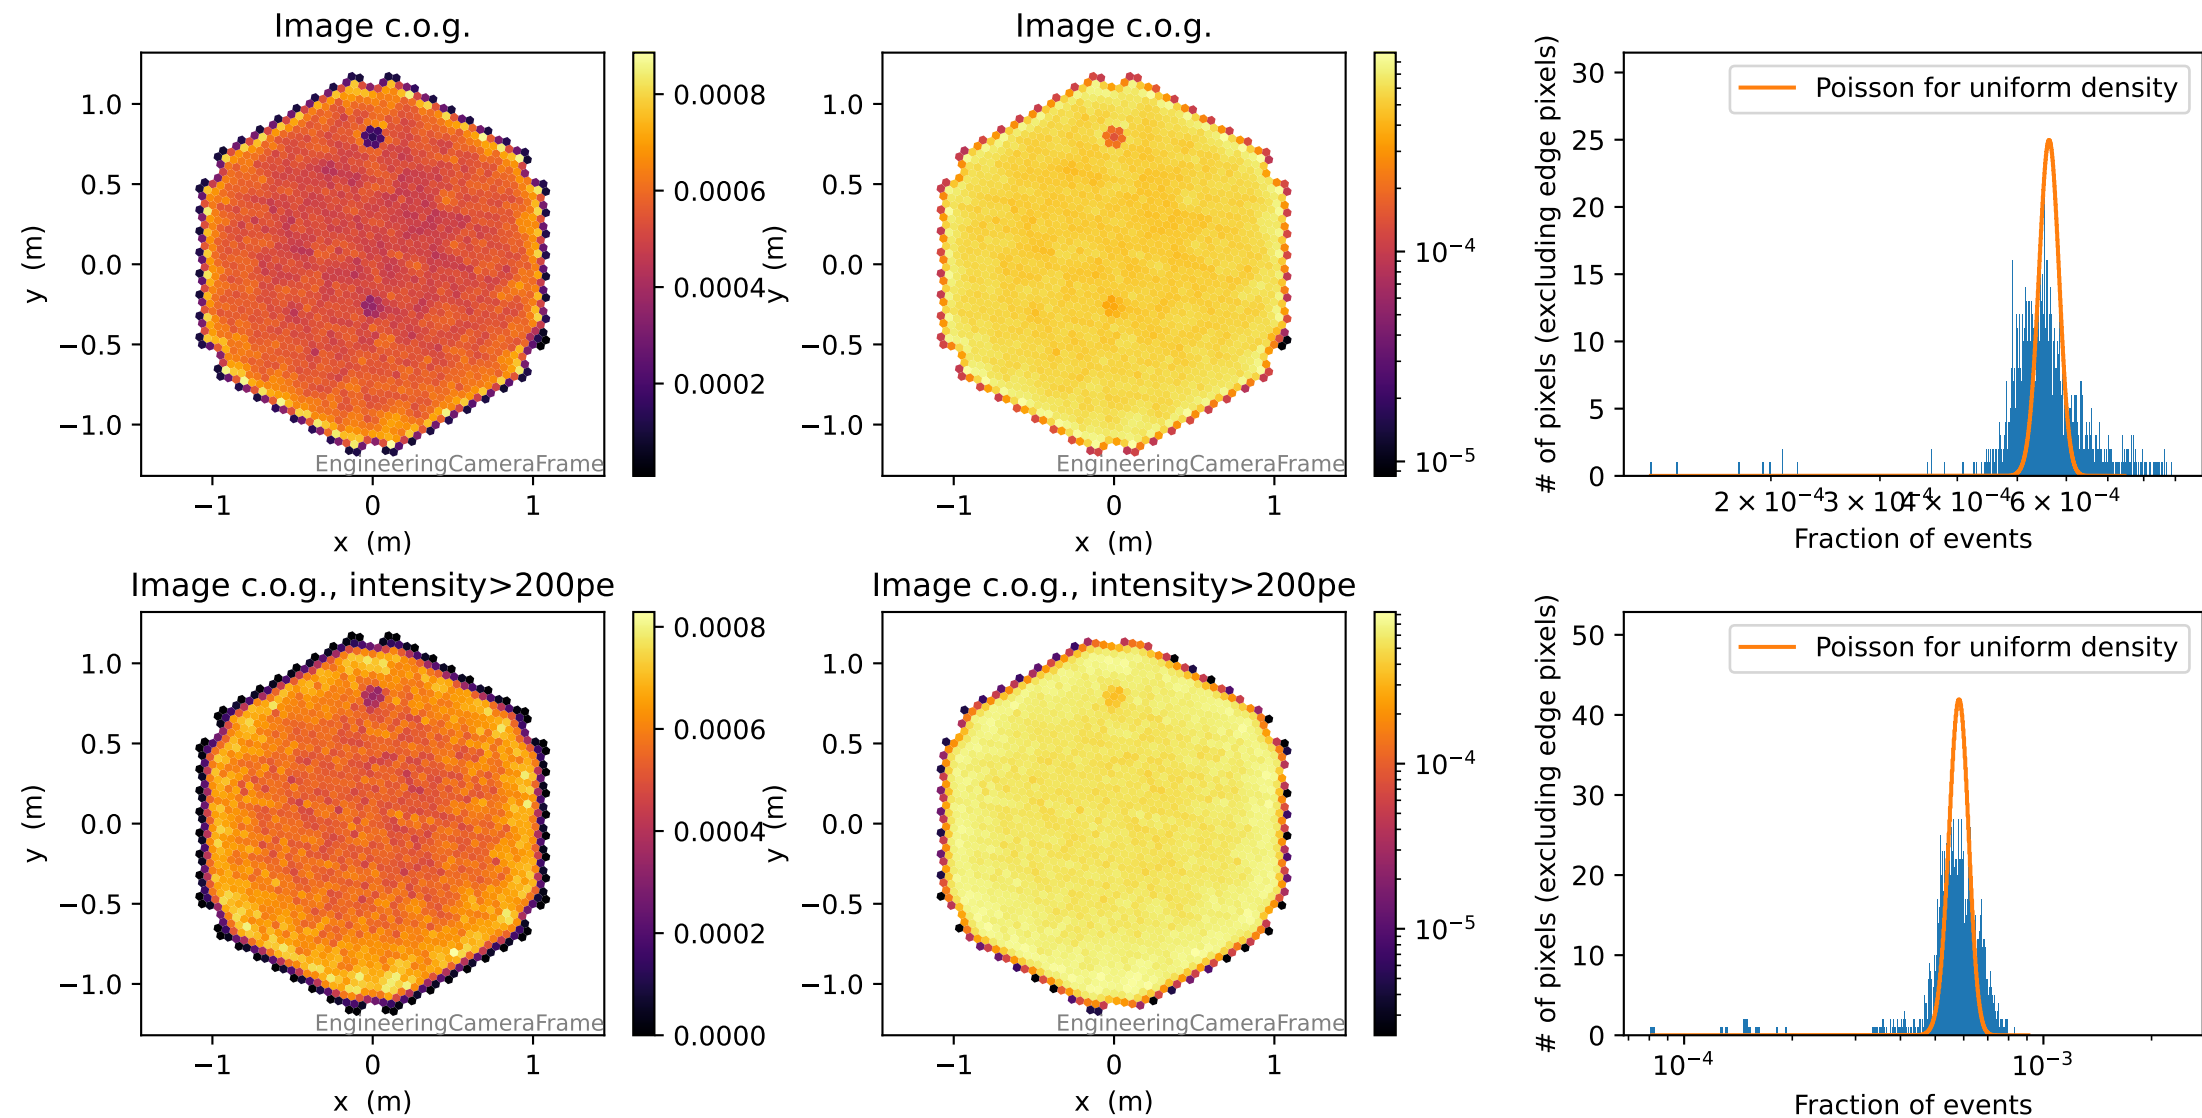 Image c.o.g.
y (m)
1.0
0.5
0.0
−0.5
−1.0
EngineeringCameraFrame
−1 0 1
x (m)
0.0008
0.0006
0.0004
0.0002
Image c.o.g.
y (m)
1.0
0.5
0.0
−0.5
−1.0
EngineeringCameraFrame
−1 0 1
x (m)
10⁻⁴
10⁻⁵
# of pixels (excluding edge pixels)
30
25
20
15
10
5
0
Poisson for uniform density
2 × 10⁻⁴ 3 × 10⁻⁴ 4 × 10⁻⁴ 6 × 10⁻⁴
Fraction of events
Image c.o.g., intensity>200pe
y (m)
1.0
0.5
0.0
−0.5
−1.0
EngineeringCameraFrame
−1 0 1
x (m)
0.0008
0.0006
0.0004
0.0002
0.0000
Image c.o.g., intensity>200pe
y (m)
1.0
0.5
0.0
−0.5
−1.0
EngineeringCameraFrame
−1 0 1
x (m)
10⁻⁴
10⁻⁵
# of pixels (excluding edge pixels)
50
40
30
20
10
0
Poisson for uniform density
10⁻⁴ 10⁻³
Fraction of events